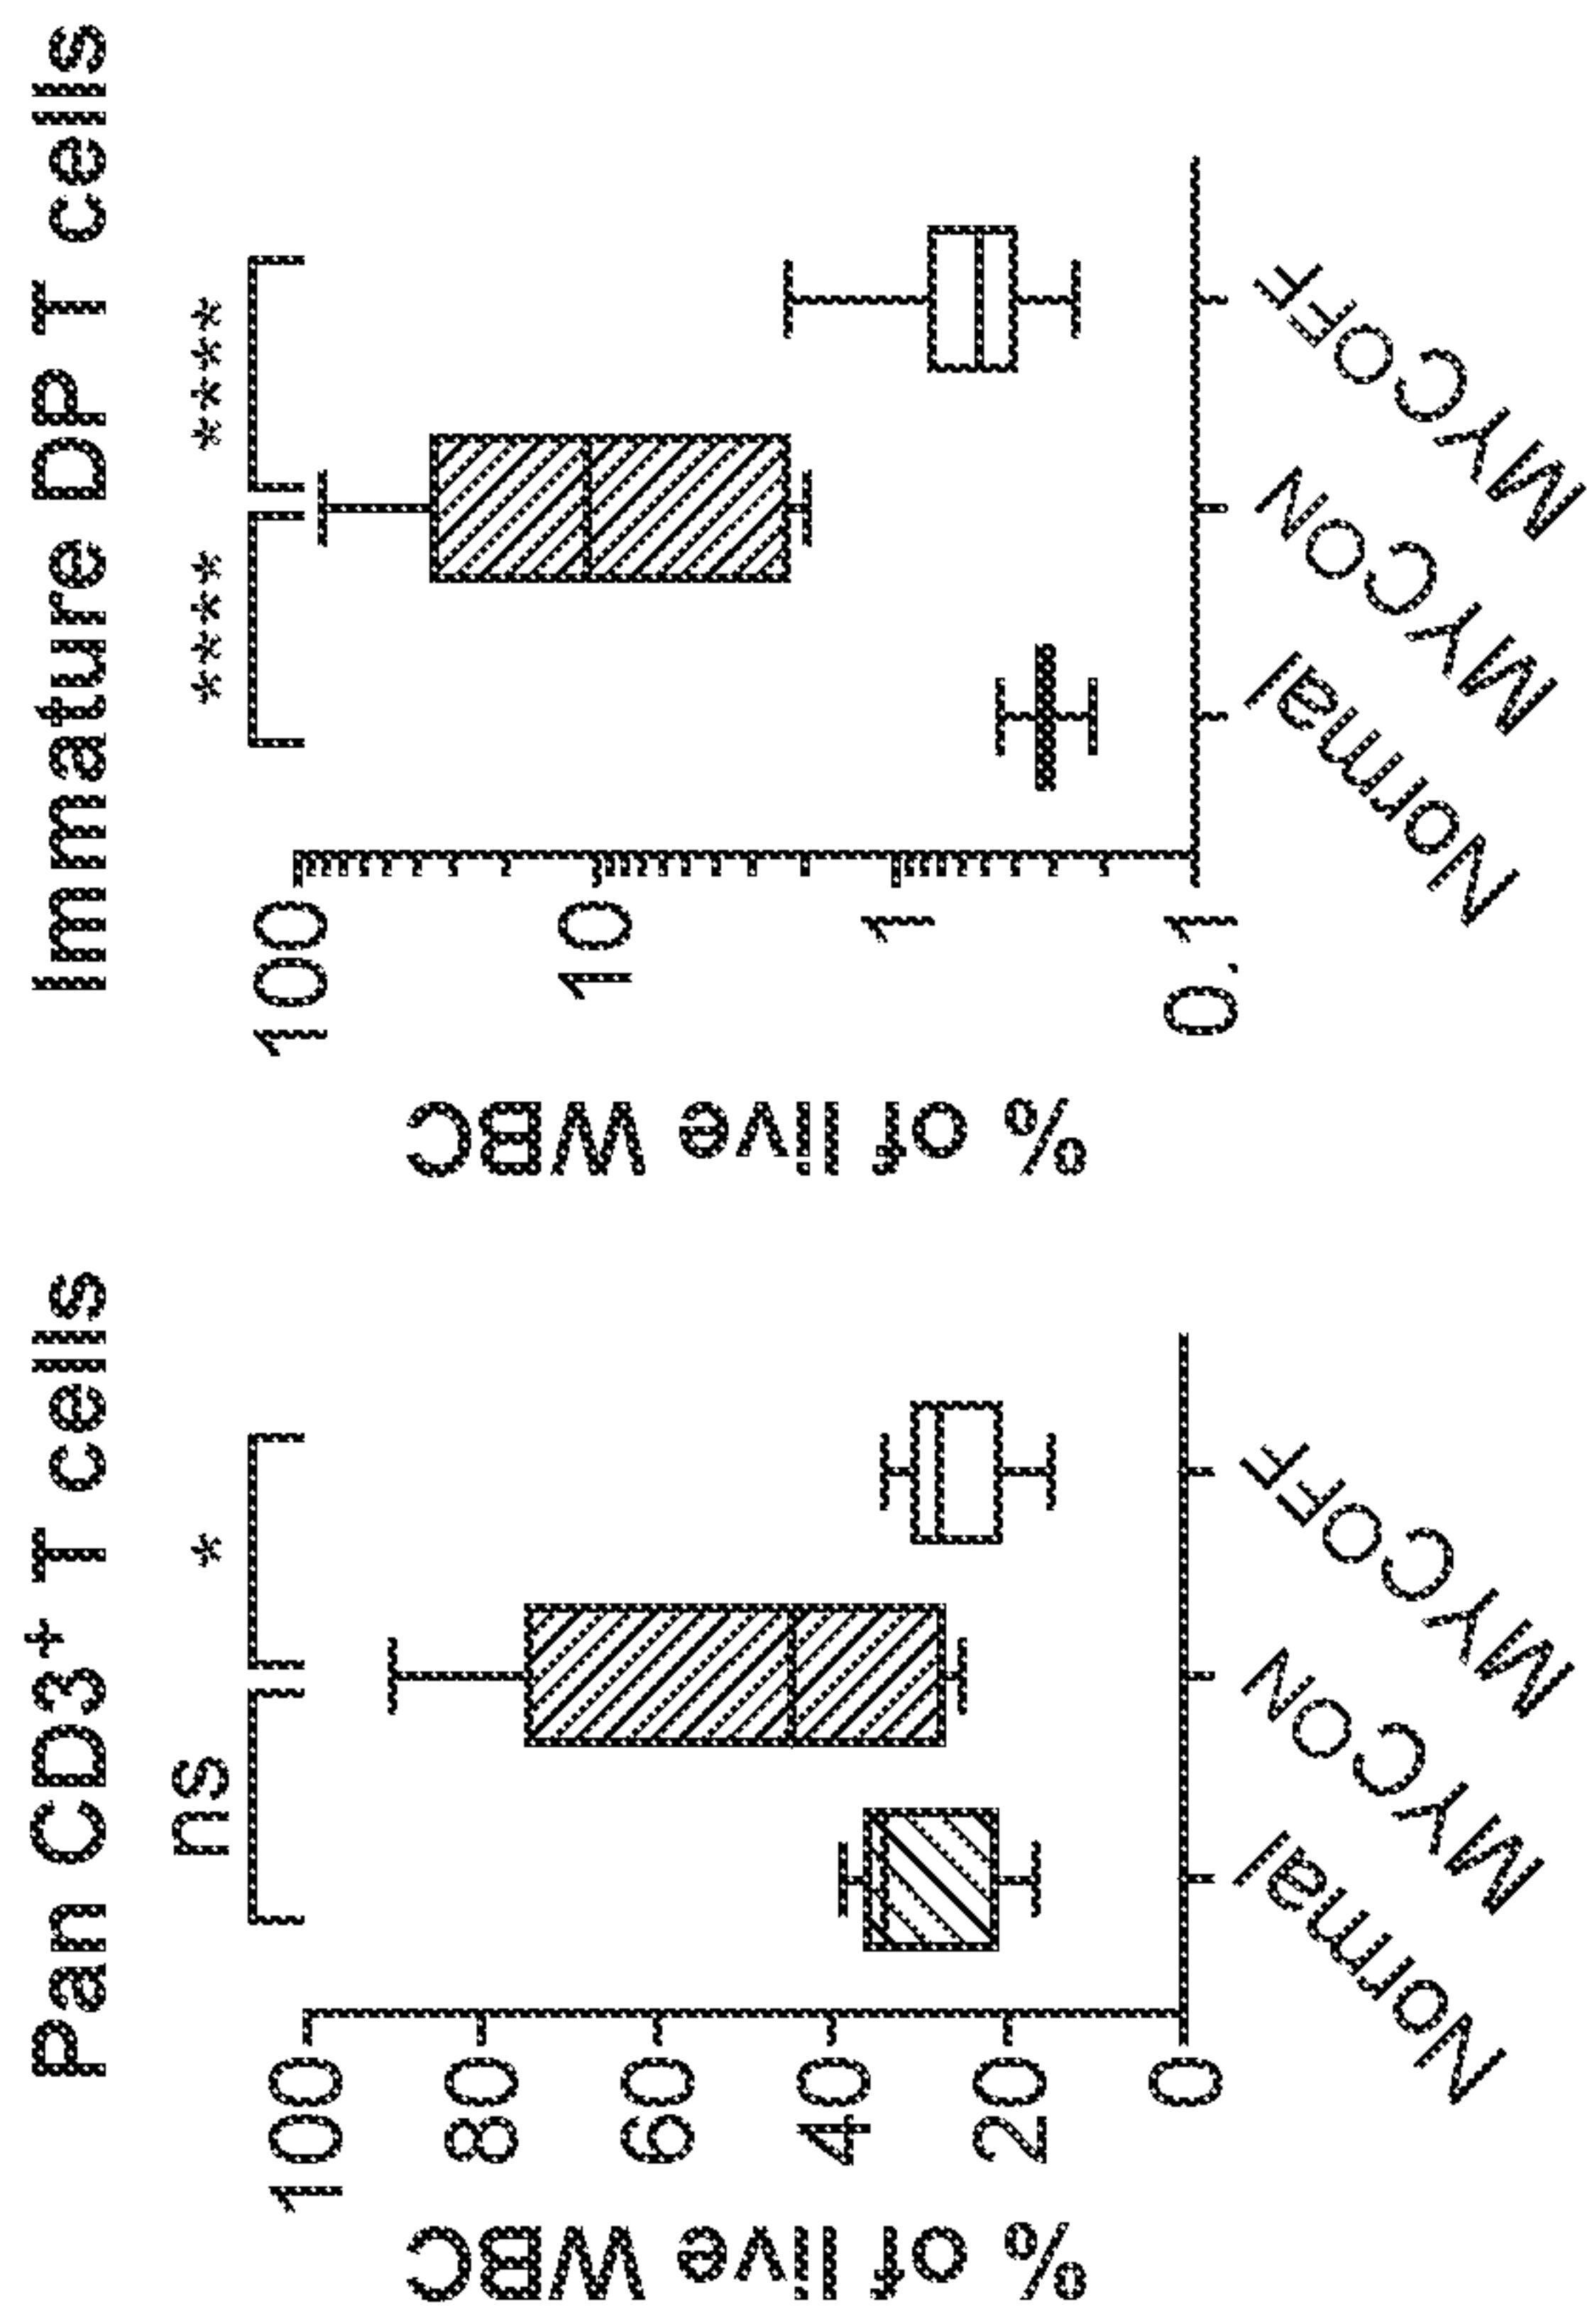 Pan CD3⁺ T cells
ns
*
% of live WBC
100
80
60
40
20
0
Normal
MYCON
MYCOFF
Immature DP T cells
****
****
% of live WBC
100
10
1
0.1
Normal
MYCON
MYCOFF